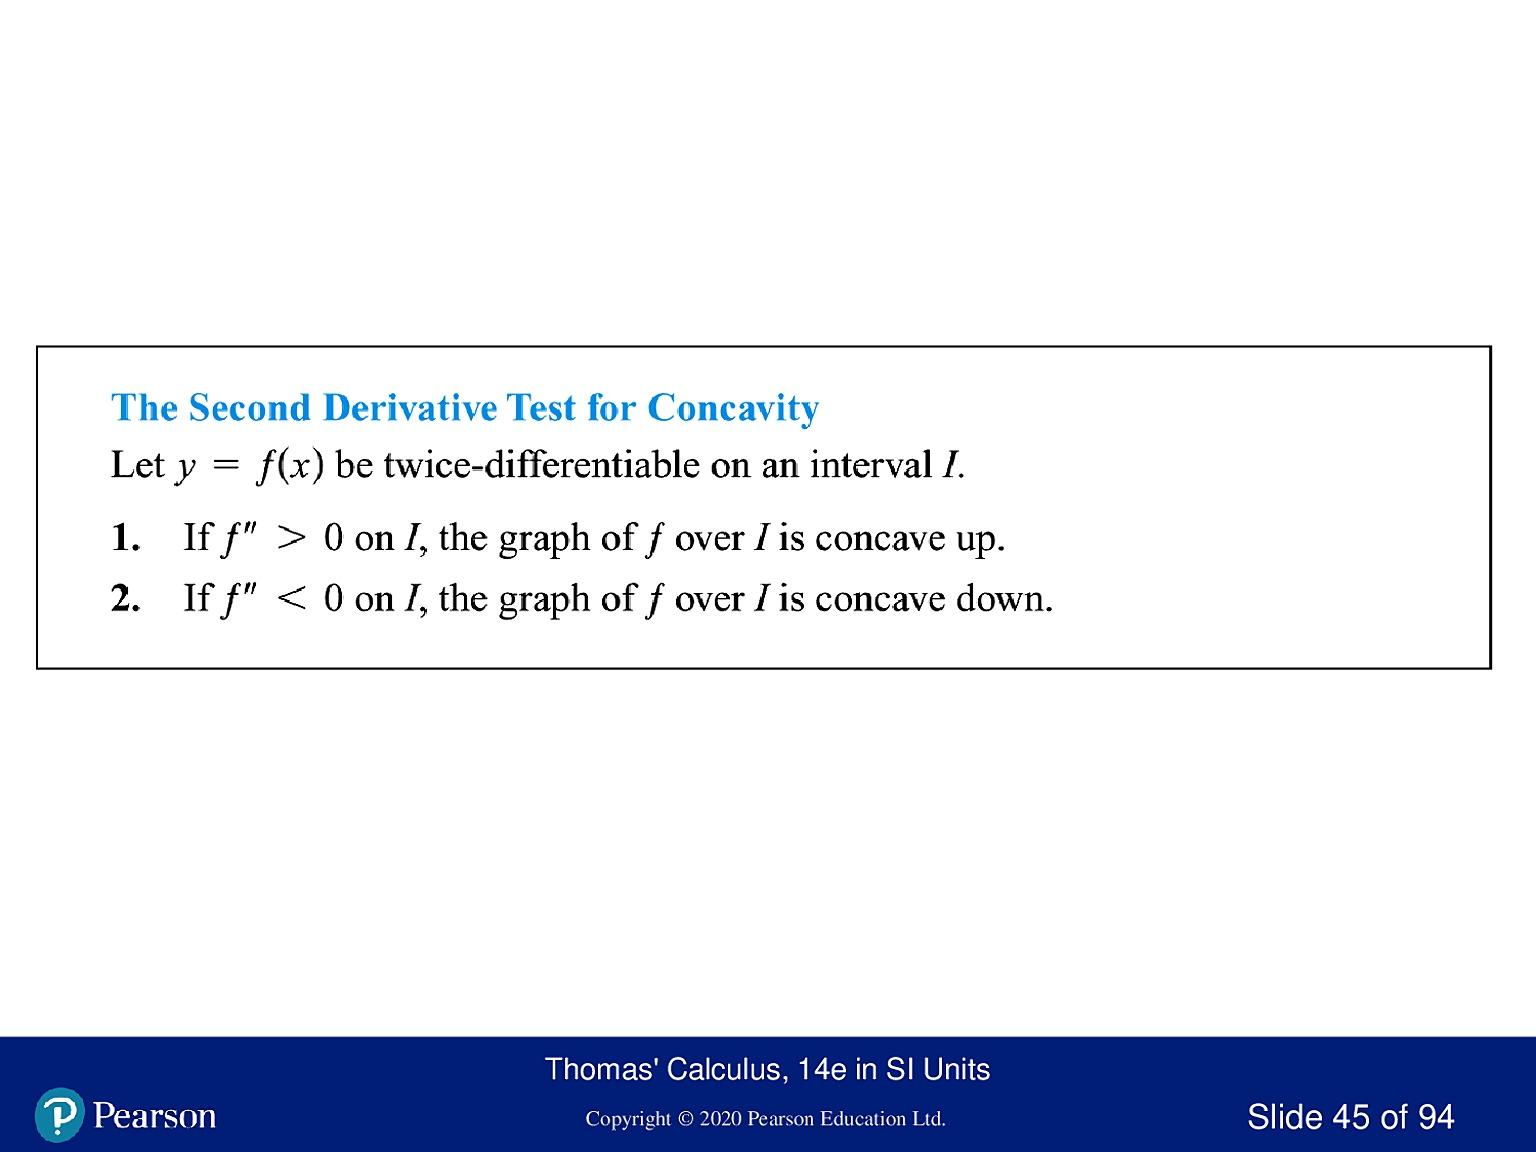 The Second Derivative Test for Concavity
Let y = f(x) be twice-differentiable on an interval I.
1. If f″ > 0 on I, the graph of f over I is concave up.
2. If f″ < 0 on I, the graph of f over I is concave down.
Thomas' Calculus, 14e in SI Units
Pearson
Copyright © 2020 Pearson Education Ltd.
Slide 45 of 94